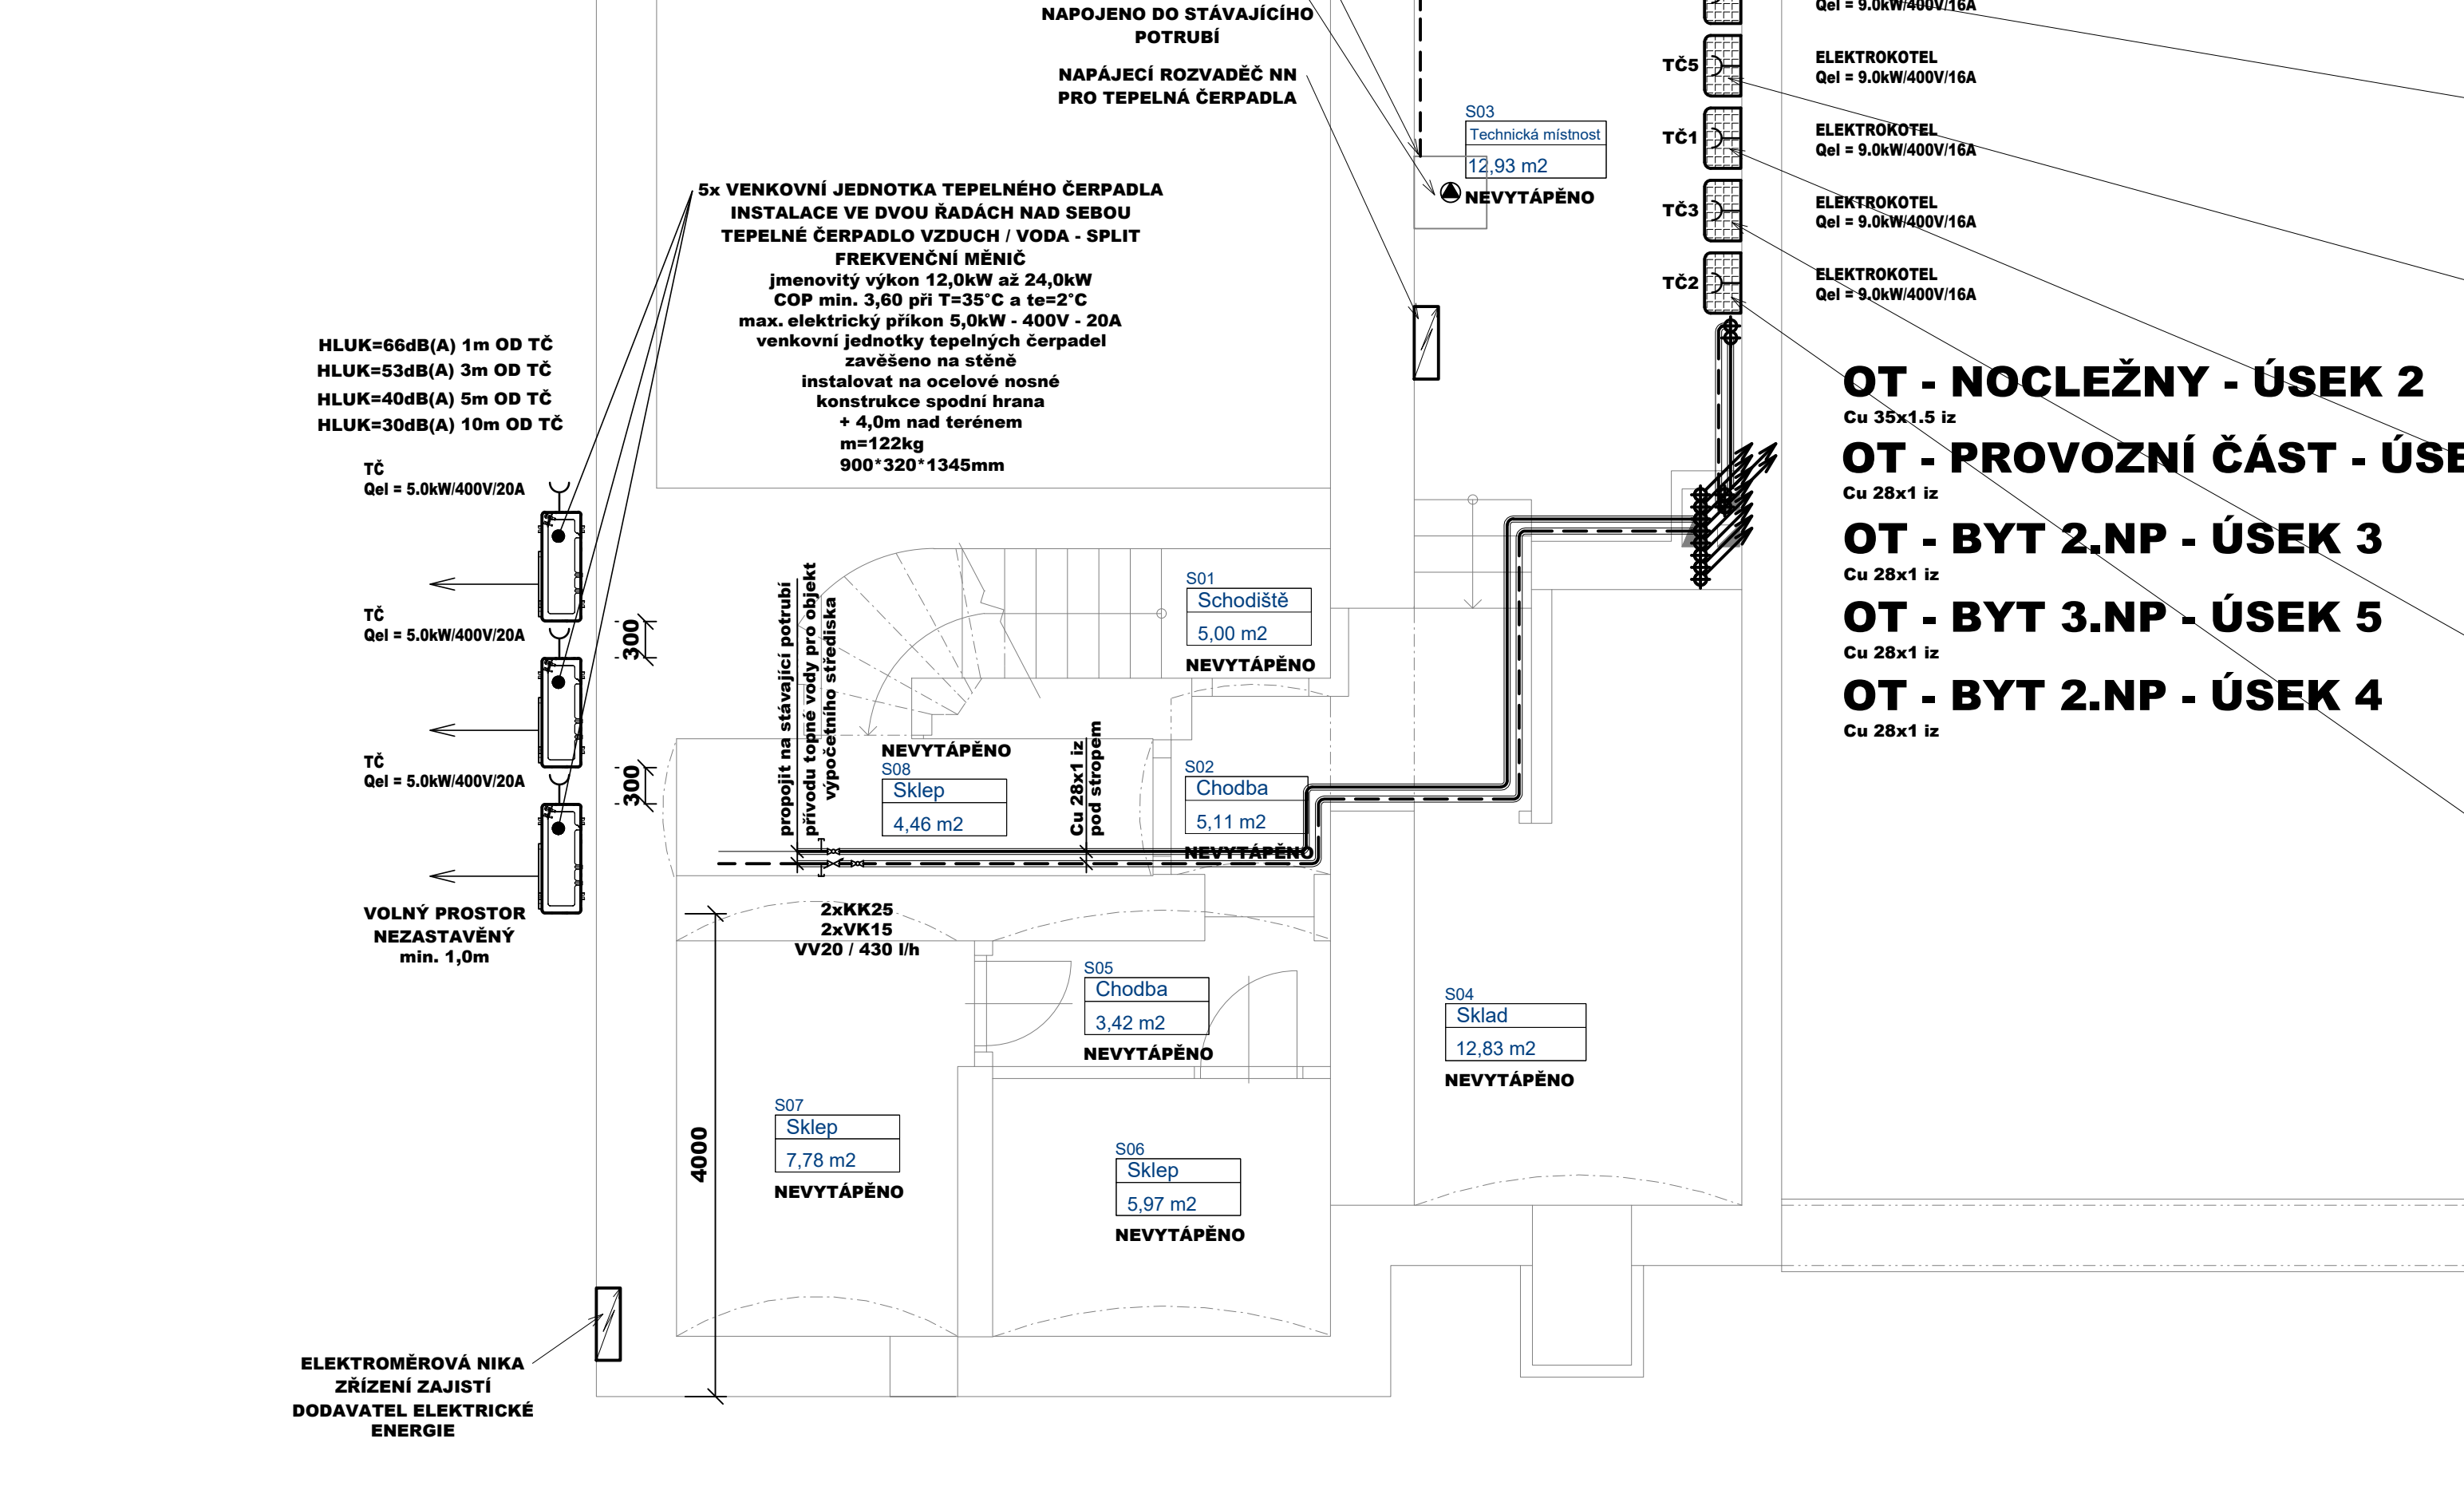 NAPOJENO DO STÁVAJÍCÍHO
POTRUBÍ
NAPÁJECÍ ROZVADĚČ NN
PRO TEPELNÁ ČERPADLA
S03
Technická místnost
12,93 m2
NEVYTÁPĚNO
Qel = 9.0kW/400V/16A
TČ5
ELEKTROKOTEL
Qel = 9.0kW/400V/16A
TČ1
ELEKTROKOTEL
Qel = 9.0kW/400V/16A
TČ3
ELEKTROKOTEL
Qel = 9.0kW/400V/16A
TČ2
ELEKTROKOTEL
Qel = 9.0kW/400V/16A
5x VENKOVNÍ JEDNOTKA TEPELNÉHO ČERPADLA
INSTALACE VE DVOU ŘADÁCH NAD SEBOU
TEPELNÉ ČERPADLO VZDUCH / VODA - SPLIT
FREKVENČNÍ MĚNIČ
jmenovitý výkon 12,0kW až 24,0kW
COP min. 3,60 při T=35°C a te=2°C
max. elektrický příkon 5,0kW - 400V - 20A
venkovní jednotky tepelných čerpadel
zavěšeno na stěně
instalovat na ocelové nosné
konstrukce spodní hrana
+ 4,0m nad terénem
m=122kg
900*320*1345mm
HLUK=66dB(A) 1m OD TČ
HLUK=53dB(A) 3m OD TČ
HLUK=40dB(A) 5m OD TČ
HLUK=30dB(A) 10m OD TČ
TČ
Qel = 5.0kW/400V/20A
TČ
Qel = 5.0kW/400V/20A
TČ
Qel = 5.0kW/400V/20A
300
300
VOLNÝ PROSTOR
NEZASTAVĚNÝ
min. 1,0m
OT - NOCLEŽNY - ÚSEK 2
Cu 35x1.5 iz
OT - PROVOZNÍ ČÁST - ÚSE
Cu 28x1 iz
OT - BYT 2.NP - ÚSEK 3
Cu 28x1 iz
OT - BYT 3.NP - ÚSEK 5
Cu 28x1 iz
OT - BYT 2.NP - ÚSEK 4
Cu 28x1 iz
propojit na stávající potrubí
přívodu topné vody pro objekt
výpočetního střediska
S01
Schodiště
5,00 m2
NEVYTÁPĚNO
NEVYTÁPĚNO
S08
Sklep
4,46 m2
Cu 28x1 iz
pod stropem
S02
Chodba
5,11 m2
NEVYTÁPĚNO
2xKK25
2xVK15
VV20 / 430 l/h
S05
Chodba
3,42 m2
NEVYTÁPĚNO
S04
Sklad
12,83 m2
NEVYTÁPĚNO
4000
S07
Sklep
7,78 m2
NEVYTÁPĚNO
S06
Sklep
5,97 m2
NEVYTÁPĚNO
ELEKTROMĚROVÁ NIKA
ZŘÍZENÍ ZAJISTÍ
DODAVATEL ELEKTRICKÉ
ENERGIE